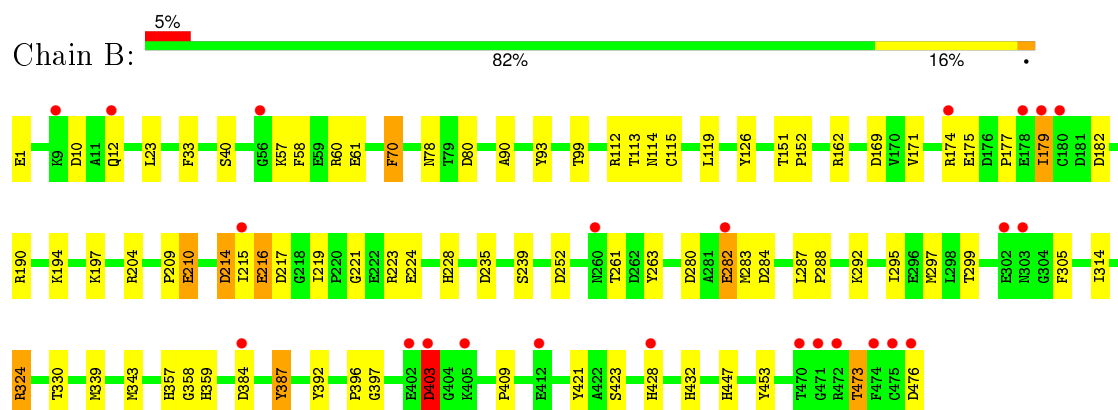 5%
Chain B:
82% 16% •
E1 K9 D10 A11 Q12 L23 F33 S40 G56 K57 F58 E59 R60 E61 F70 N78 T79 D80 A90 Y93 T99 R112 T113 N114 C115 L119 Y126 T151 P152 R162 D169 V170 V171 R174 E175 D176 P177 E178 I179 C180 D181 D182
R190 K194 K197 R204 P209 E210 D214 I215 E216 D217 G218 I219 P220 G221 E222 R223 E224 H228 D235 S239 D252 N260 T261 D262 Y263 D280 A281 E282 M283 D284 L287 P288 K292 I295 E296 M297 L298 T299 E302 N303 G304 F305 I314
R324 T330 M339 M343 H357 G358 H359 D384 Y387 Y392 P396 G397 E402 D403 G404 K405 P409 E412 Y421 A422 S423 H428 H432 H447 Y453 T470 G471 R472 T473 F474 C475 D476